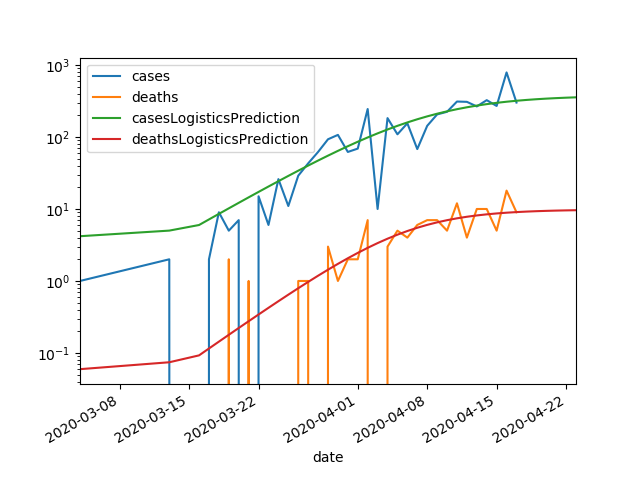 cases
deaths
casesLogisticsPrediction
deathsLogisticsPrediction
10³
10²
10¹
10⁰
10⁻¹
2020-03-08
2020-03-15
2020-03-22
2020-04-01
2020-04-08
2020-04-15
2020-04-22
date